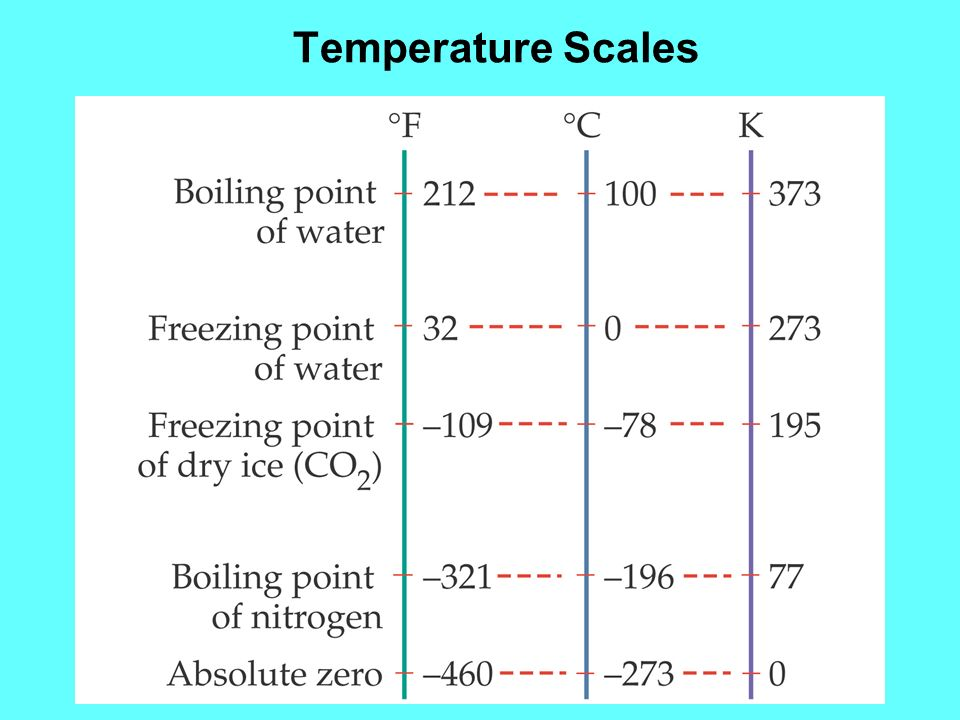 Temperature Scales
°F °C K
Boiling point
of water
212 100 373
Freezing point
of water
32 0 273
Freezing point
of dry ice (CO₂)
–109 –78 195
Boiling point
of nitrogen
–321 –196 77
Absolute zero –460 –273 0